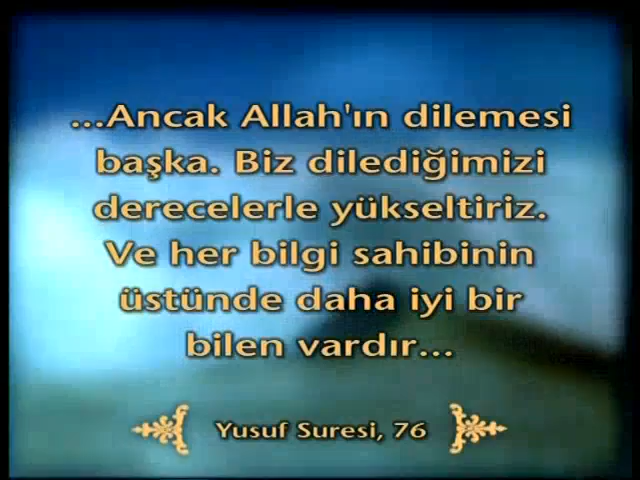 ...Ancak Allah'ın dilemesi
başka. Biz dilediğimizi
derecelerle yükseltiriz.
Ve her bilgi sahibinin
üstünde daha iyi bir
bilen vardır...
Yusuf Suresi, 76